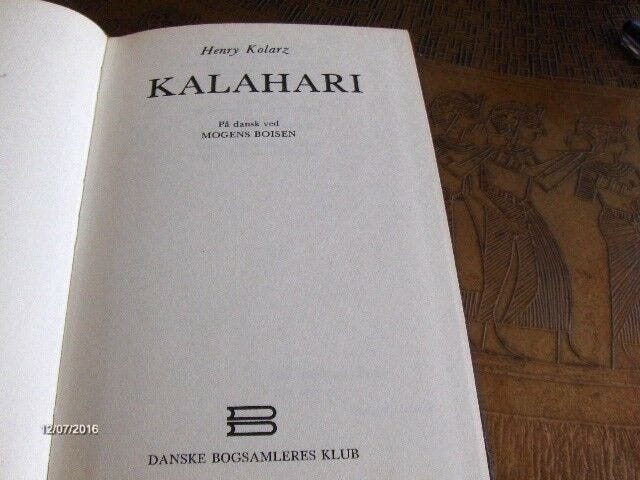 Henry Kolarz
KALAHARI
På dansk ved
MOGENS BOISEN
12/07/2016
DANSKE BOGSAMLERES KLUB